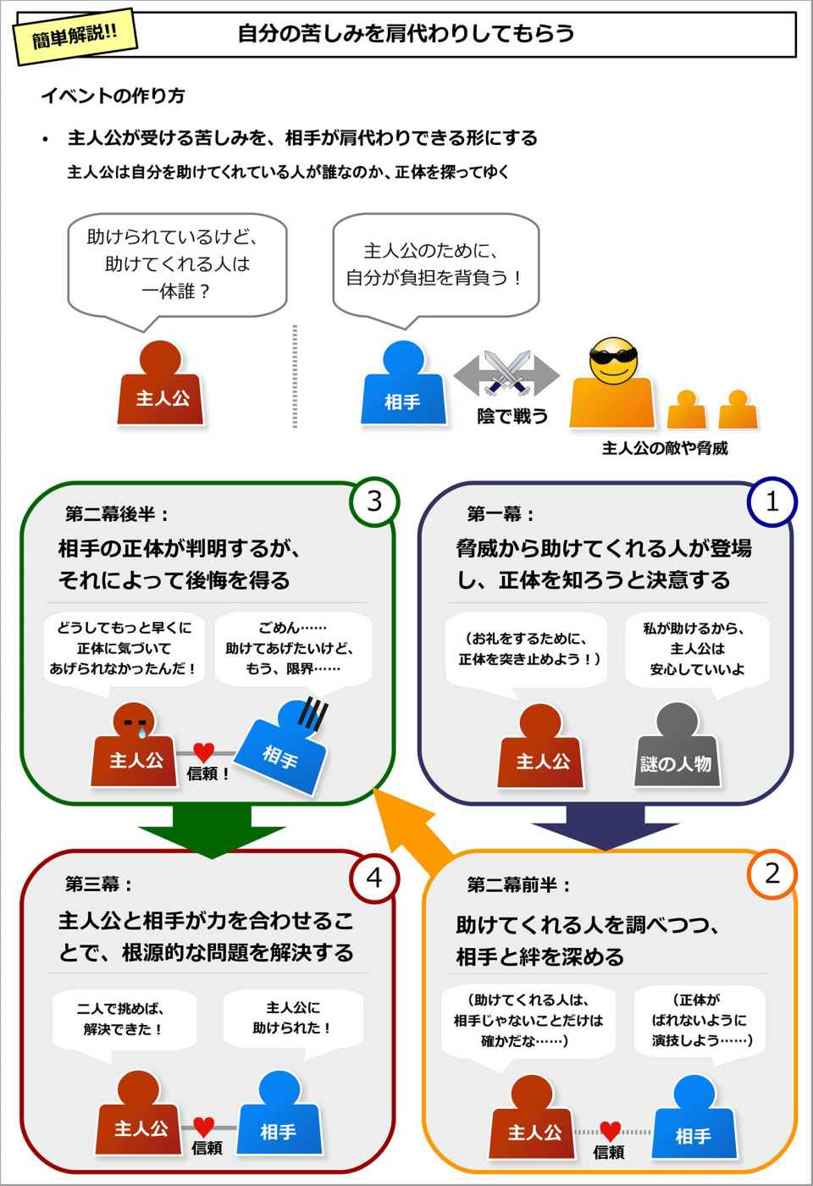 簡単解説!!
自分の苦しみを肩代わりしてもらう
イベントの作り方
• 主人公が受ける苦しみを、相手が肩代わりできる形にする
主人公は自分を助けてくれている人が誰なのか、正体を探ってゆく
助けられているけど、
助けてくれる人は
一体誰？
主人公のために、
自分が負担を背負う！
主人公
相手
陰で戦う
主人公の敵や脅威
1
第一幕：
脅威から助けてくれる人が登場
し、正体を知ろうと決意する
（お礼をするために、
正体を突き止めよう！）
私が助けるから、
主人公は
安心していいよ
主人公
謎の人物
2
第二幕前半：
助けてくれる人を調べつつ、
相手と絆を深める
（助けてくれる人は、
相手じゃないことだけは
確かだな……）
（正体が
ばれないように
演技しよう……）
主人公
信頼
相手
3
第二幕後半：
相手の正体が判明するが、
それによって後悔を得る
どうしてもっと早くに
正体に気づいて
あげられなかったんだ！
ごめん……
助けてあげたいけど、
もう、限界……
主人公
信頼！
相手
4
第三幕：
主人公と相手が力を合わせるこ
とで、根源的な問題を解決する
二人で挑めば、
解決できた！
主人公に
助けられた！
主人公
信頼
相手